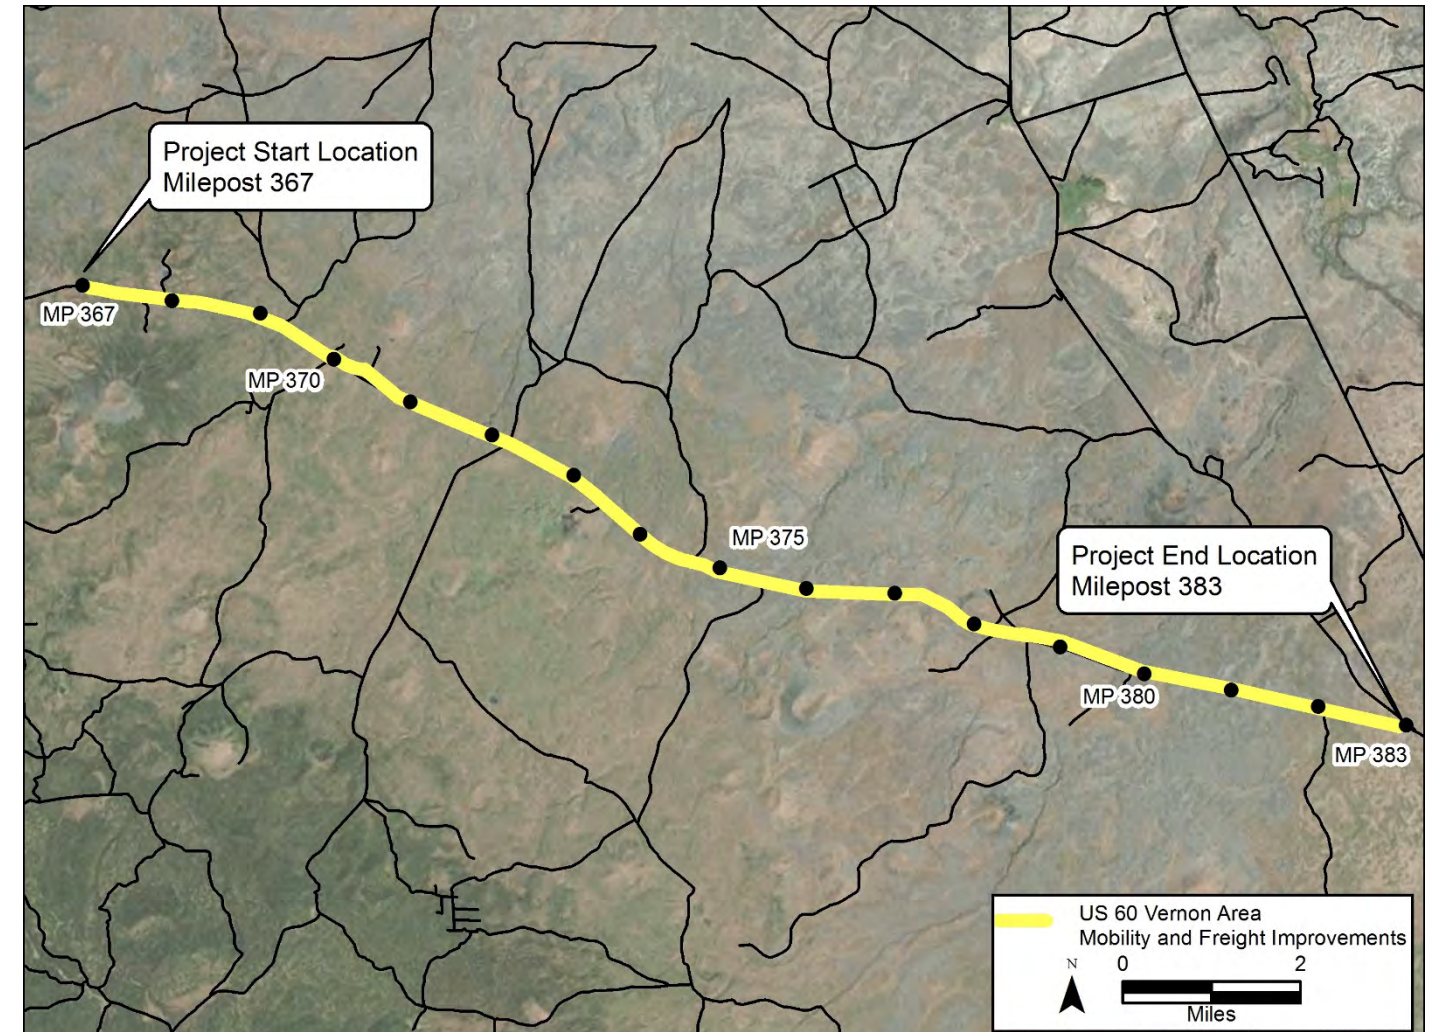 Project Start Location
Milepost 367
MP 367
MP 370
MP 375
Project End Location
Milepost 383
MP 380
MP 383
US 60 Vernon Area
Mobility and Freight Improvements
N
0 2
Miles